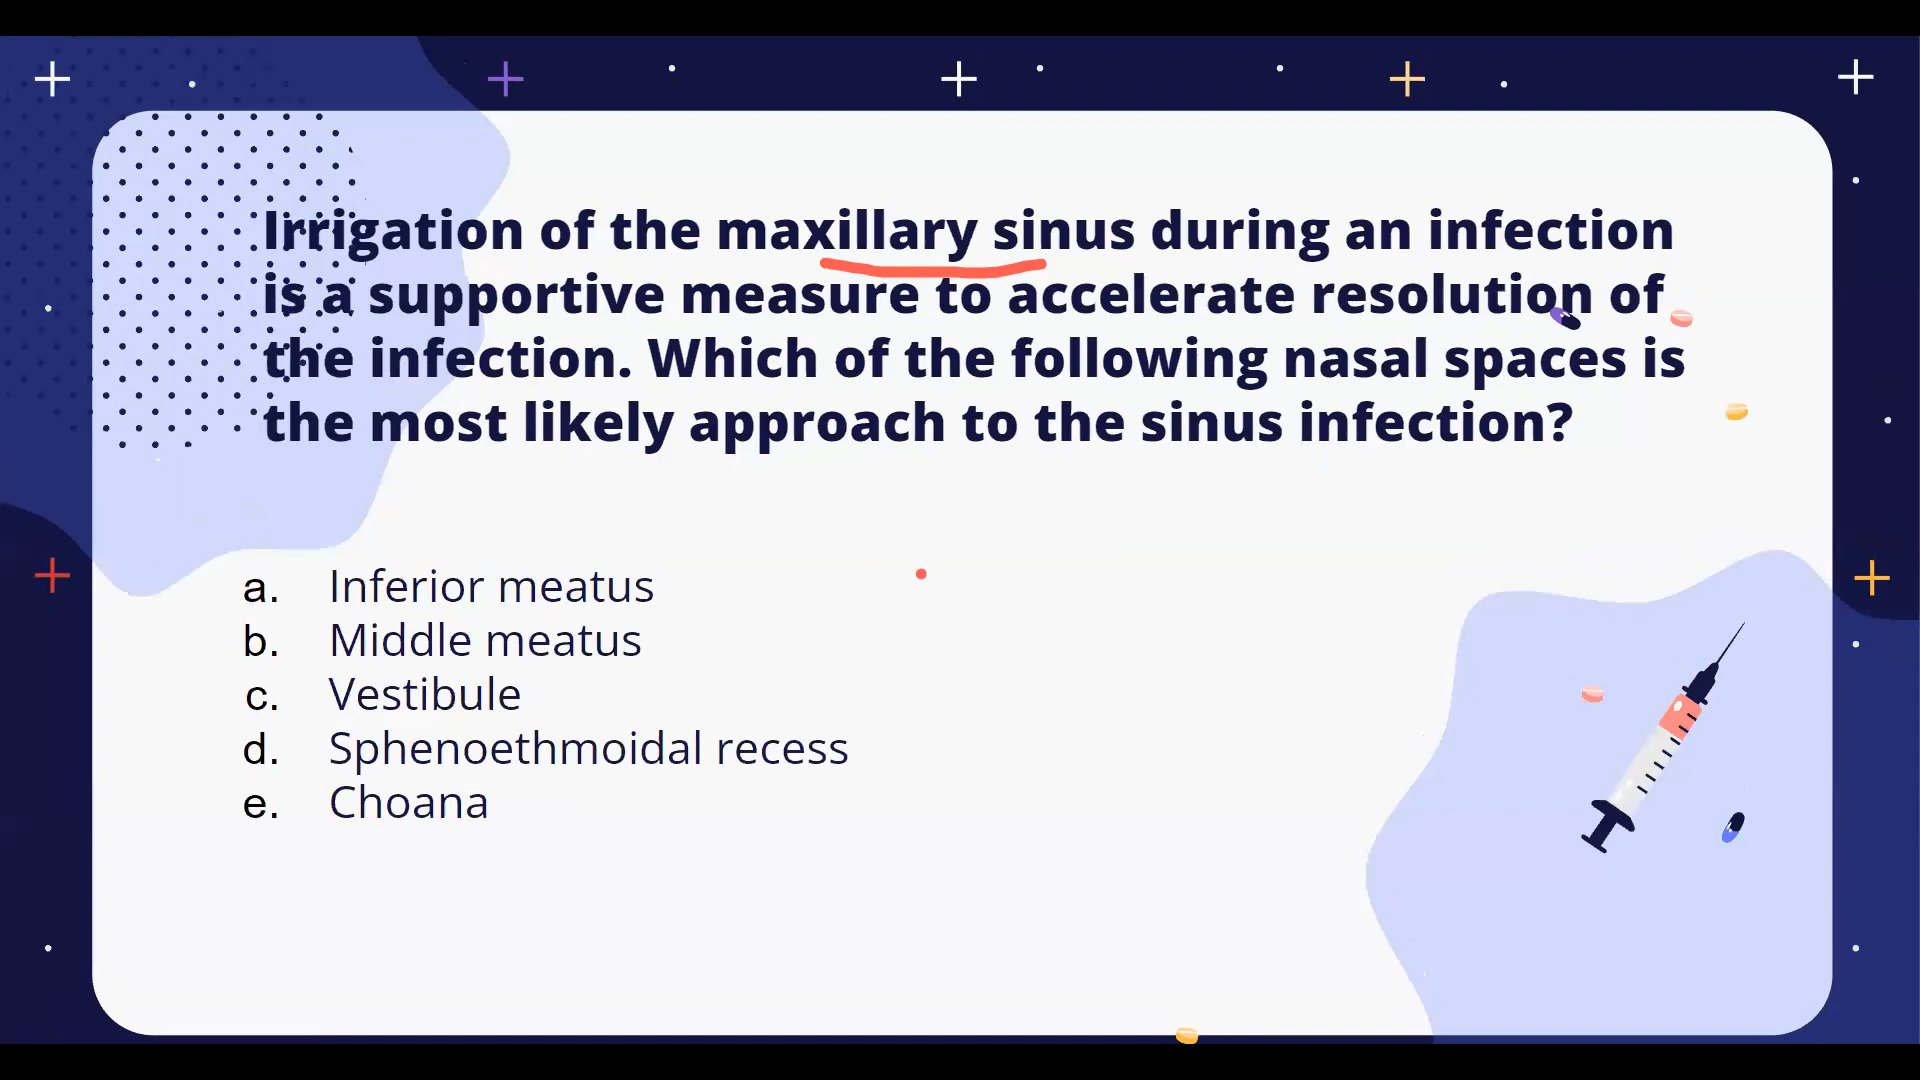 Irrigation of the maxillary sinus during an infection
is a supportive measure to accelerate resolution of
the infection. Which of the following nasal spaces is
the most likely approach to the sinus infection?
a. Inferior meatus
b. Middle meatus
c. Vestibule
d. Sphenoethmoidal recess
e. Choana